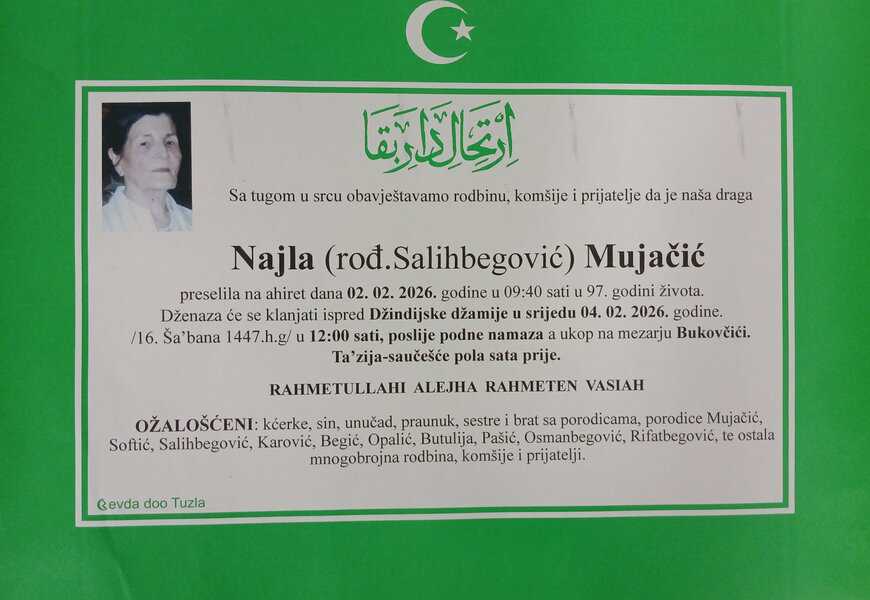 اِرْتِحَالِ دَارِبَقَا
Sa tugom u srcu obavještavamo rodbinu, komšije i prijatelje da je naša draga
Najla (rođ.Salihbegović) Mujačić
preselila na ahiret dana 02. 02. 2026. godine u 09:40 sati u 97. godini života.
Dženaza će se klanjati ispred Džindijske džamije u srijedu 04. 02. 2026. godine.
/16. Ša’bana 1447.h.g/ u 12:00 sati, poslije podne namaza a ukop na mezarju Bukovčići.
Ta’zija-saučešće pola sata prije.
RAHMETULLAHI ALEJHA RAHMETEN VASIAH
OŽALOŠĆENI: kćerke, sin, unučad, praunuk, sestre i brat sa porodicama, porodice Mujačić,
Softić, Salihbegović, Karović, Begić, Opalić, Butulija, Pašić, Osmanbegović, Rifatbegović, te ostala
mnogobrojna rodbina, komšije i prijatelji.
evda doo Tuzla